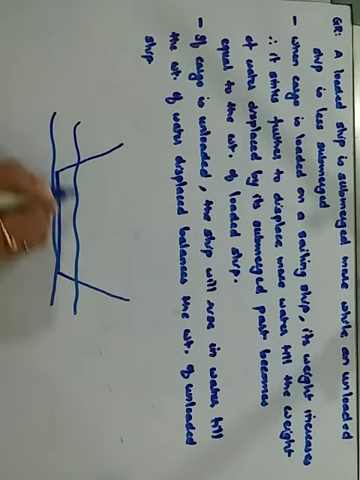 GR: A loaded ship is submerged more while an unloaded
ship is less submerged
- when cargo is loaded on a sailing ship, its weight increases
∴ it sinks further to displace more water till the weight
of water displaced by its submerged part becomes
equal to the wt. of loaded ship.
- If cargo is unloaded, the ship will rise in water till
the wt. of water displaced balances the wt. of unloaded
ship